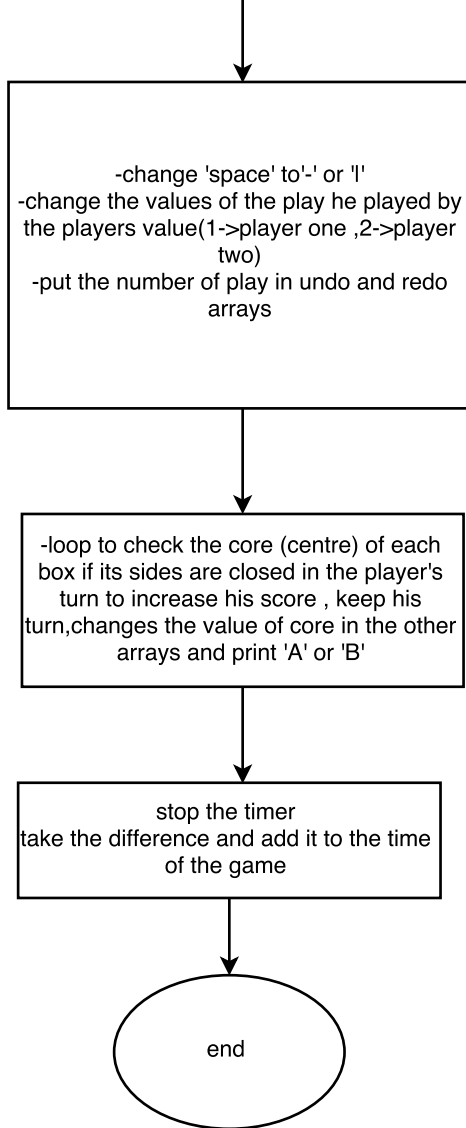 -change 'space' to'-' or 'l'
-change the values of the play he played by
the players value(1->player one ,2->player
two)
-put the number of play in undo and redo
arrays
-loop to check the core (centre) of each
box if its sides are closed in the player's
turn to increase his score , keep his
turn,changes the value of core in the other
arrays and print 'A' or 'B'
stop the timer
take the difference and add it to the time
of the game
end